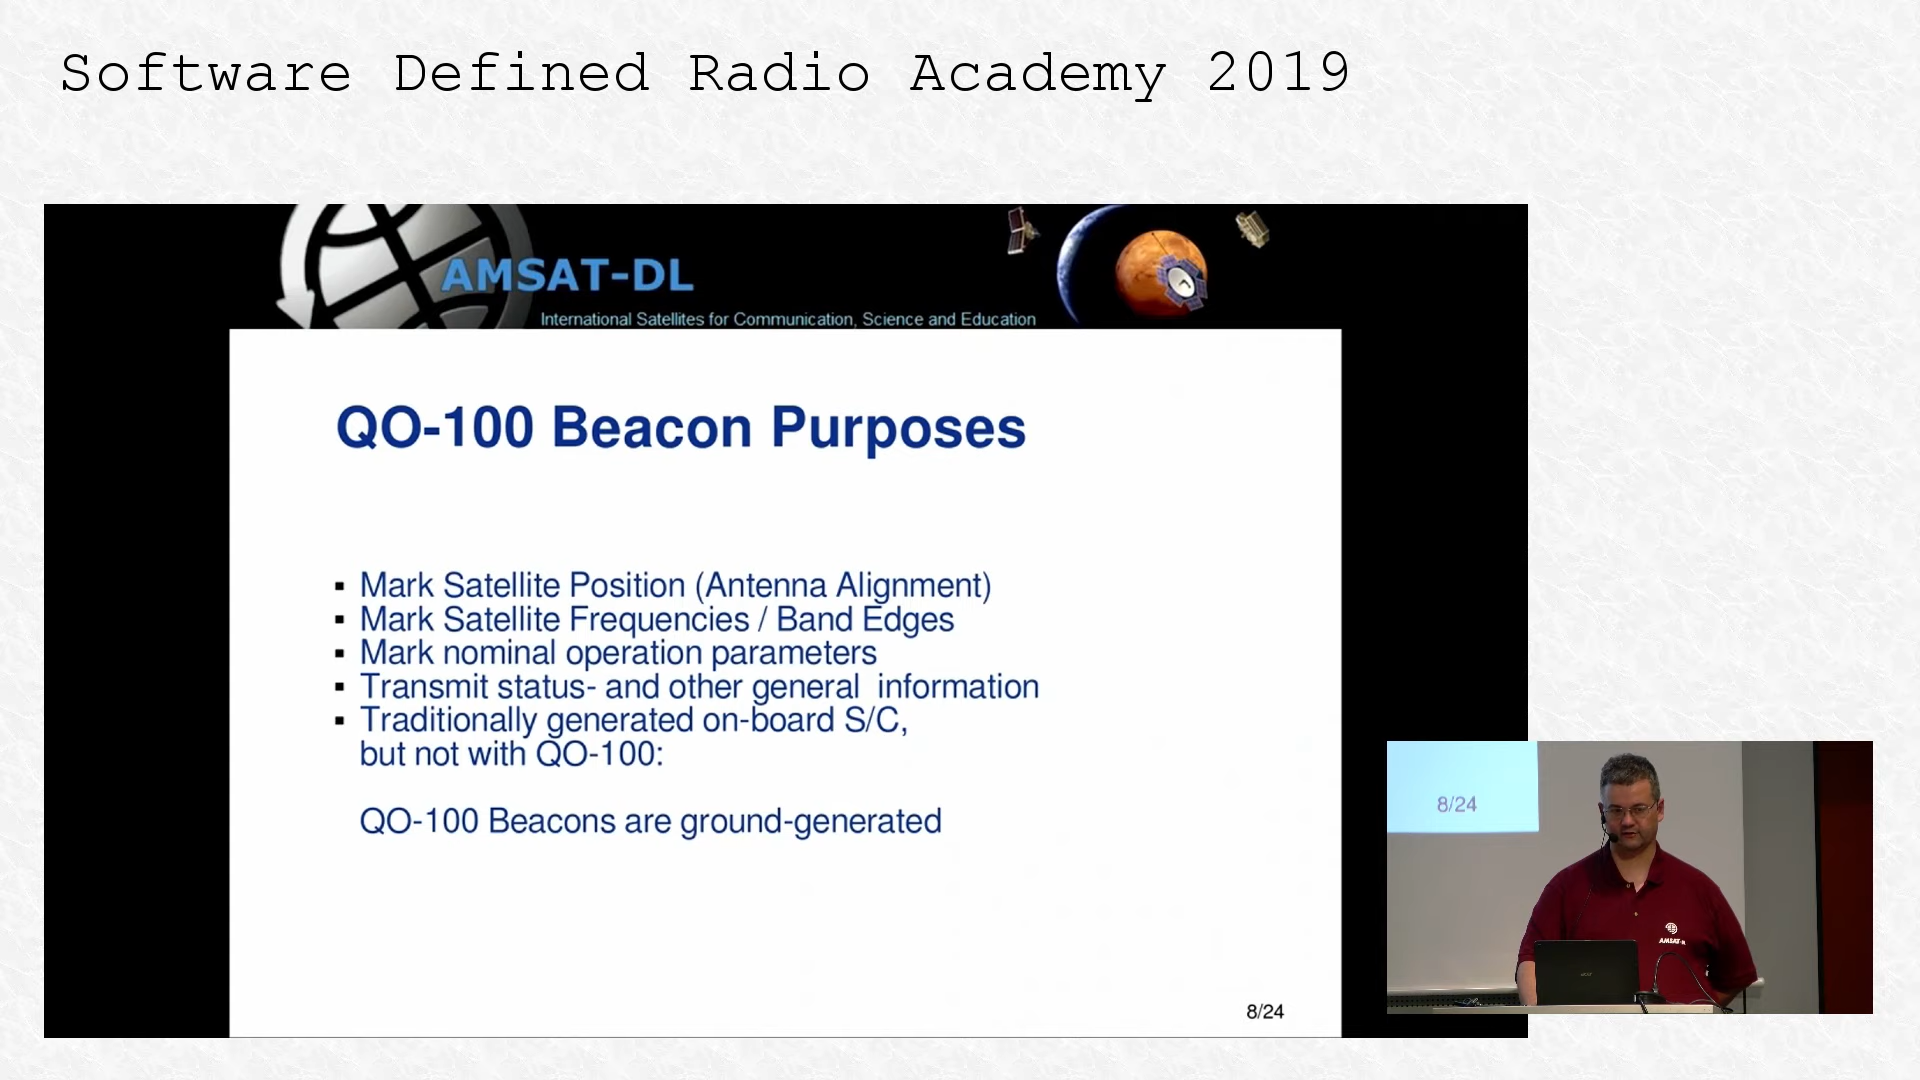 Software Defined Radio Academy 2019
AMSAT-DL
International Satellites for Communication, Science and Education
QO-100 Beacon Purposes
▪ Mark Satellite Position (Antenna Alignment)
▪ Mark Satellite Frequencies / Band Edges
▪ Mark nominal operation parameters
▪ Transmit status- and other general  information
▪ Traditionally generated on-board S/C,
but not with QO-100:
QO-100 Beacons are ground-generated
8/24
8/24